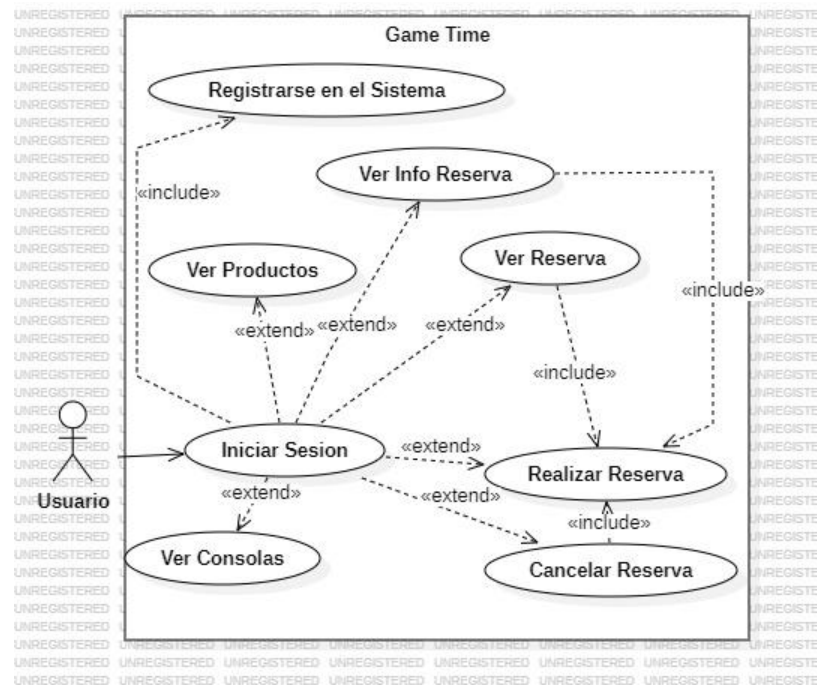 Game Time
Registrarse en el Sistema
Ver Info Reserva
«include»
Ver Reserva
Ver Productos
«include»
«extend»
«extend»
«extend»
«include»
Iniciar Sesion
«extend»
Realizar Reserva
Usuario
«extend»
«extend»
«include»
Ver Consolas
Cancelar Reserva
UNREGISTERED